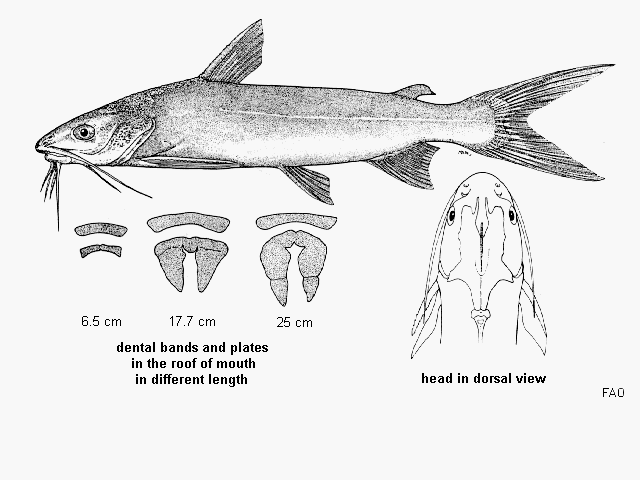 6.5 cm 17.7 cm 25 cm
dental bands and plates
in the roof of mouth
in different length
head in dorsal view
FAO